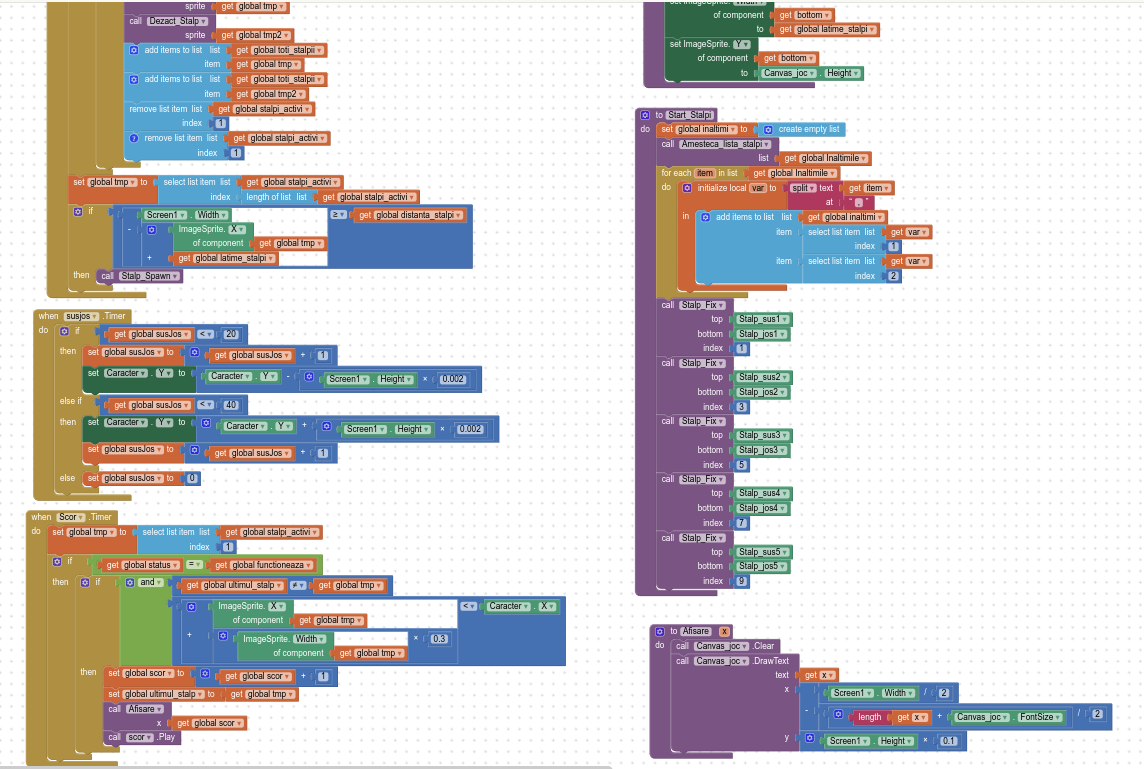 sprite get global tmp
call Dezact_Stalp
sprite get global tmp2
add items to list list get global toti_stalpii
item get global tmp
add items to list list get global toti_stalpii
item get global tmp2
remove list item list get global stalpi_activi
index 1
? remove list item list get global stalpi_activi
index 1
set global tmp to select list item list get global stalpi_activi
index length of list list get global stalpi_activi
if Screen1 . Width ≥ get global distanta_stalpi
- ImageSprite. X
of component get global tmp
+ get global latime_stalpi
then call Stalp_Spawn
when susjos .Timer
do if get global susJos < 20
then set global susJos to get global susJos + 1
set Caracter . Y to Caracter . Y - Screen1 . Height × 0.002
else if get global susJos < 40
then set Caracter . Y to Caracter . Y + Screen1 . Height × 0.002
set global susJos to get global susJos + 1
else set global susJos to 0
when Scor .Timer
do set global tmp to select list item list get global stalpi_activi
index 1
if get global status = get global functioneaza
then if and get global ultimul_stalp ≠ get global tmp
ImageSprite. X < Caracter . X
of component get global tmp
+ ImageSprite. Width × 0.3
of component get global tmp
then set global scor to get global scor + 1
set global ultimul_stalp to get global tmp
call Afisare
x get global scor
call scor .Play
set ImageSprite. Width
of component get bottom
to get global latime_stalpi
set ImageSprite. Y
of component get bottom
to Canvas_joc . Height
to Start_Stalpi
do set global inaltimi to create empty list
call Amesteca_lista_stalpi
list get global Inaltimile
for each item in list get global Inaltimile
do initialize local var to split text get item
at " , "
in add items to list list get global inaltimi
item select list item list get var
index 1
item select list item list get var
index 2
call Stalp_Fix
top Stalp_sus1
bottom Stalp_jos1
index 1
call Stalp_Fix
top Stalp_sus2
bottom Stalp_jos2
index 3
call Stalp_Fix
top Stalp_sus3
bottom Stalp_jos3
index 5
call Stalp_Fix
top Stalp_sus4
bottom Stalp_jos4
index 7
call Stalp_Fix
top Stalp_sus5
bottom Stalp_jos5
index 9
to Afisare x
do call Canvas_joc .Clear
call Canvas_joc .DrawText
text get x
x Screen1 . Width / 2
- length get x + Canvas_joc . FontSize / 2
y Screen1 . Height × 0.1